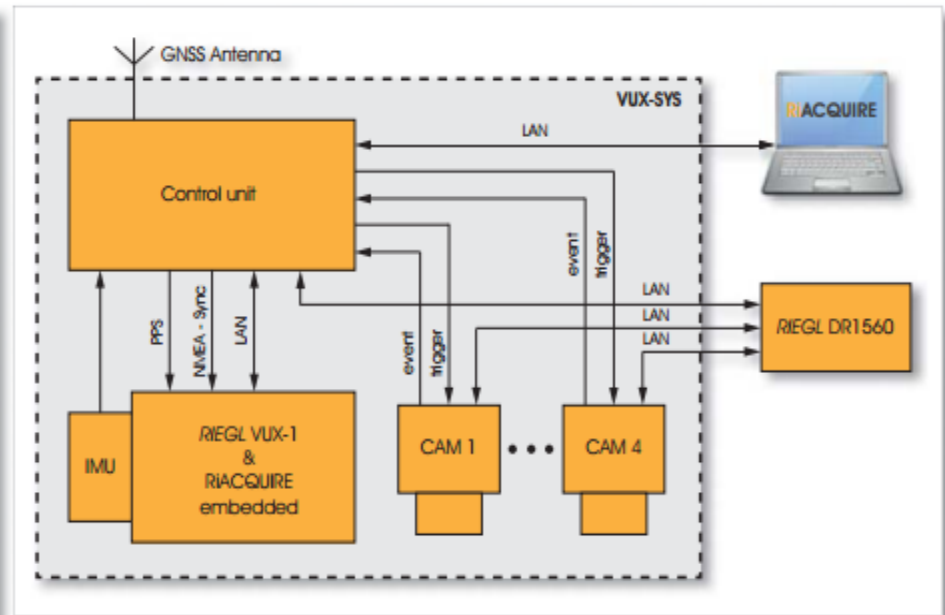 GNSS Antenna
VUX-SYS
RiACQUIRE
LAN
Control unit
event
trigger
event
trigger
PPS
NMEA - Sync
LAN
LAN
LAN
LAN
RIEGL DR1560
IMU
RIEGL VUX-1
&
RiACQUIRE
embedded
CAM 1
CAM 4